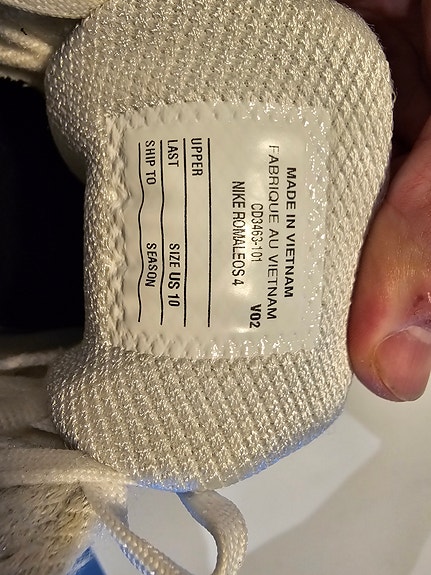 MADE IN VIETNAM
FABRIQUE AU VIETNAM
CD3463-101 V02
NIKE ROMALEOS 4
UPPER
LAST SIZE US 10
SHIP TO SEASON